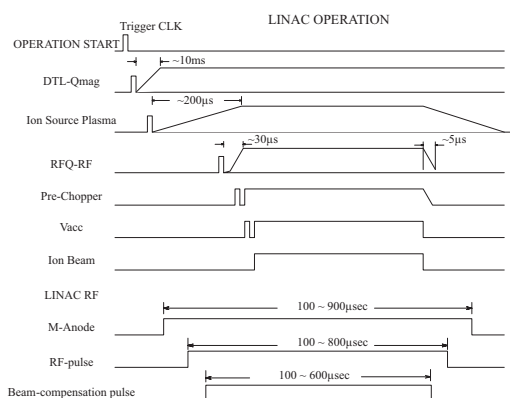 LINAC OPERATION
Trigger CLK
OPERATION START
~10ms
DTL-Qmag
~200µs
Ion Source Plasma
~30µs
~5µs
RFQ-RF
Pre-Chopper
Vacc
Ion Beam
LINAC RF
100 ~ 900µsec
M-Anode
100 ~ 800µsec
RF-pulse
100 ~ 600µsec
Beam-compensation pulse